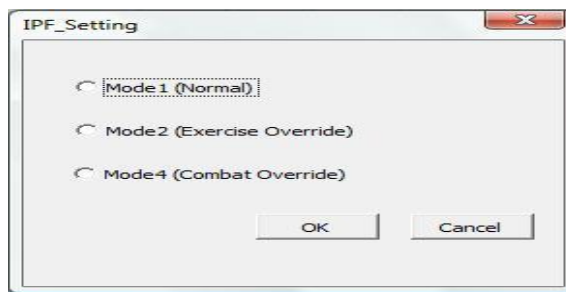 IPF_Setting
Mode1 (Normal)
Mode2 (Exercise Override)
Mode4 (Combat Override)
OK Cancel